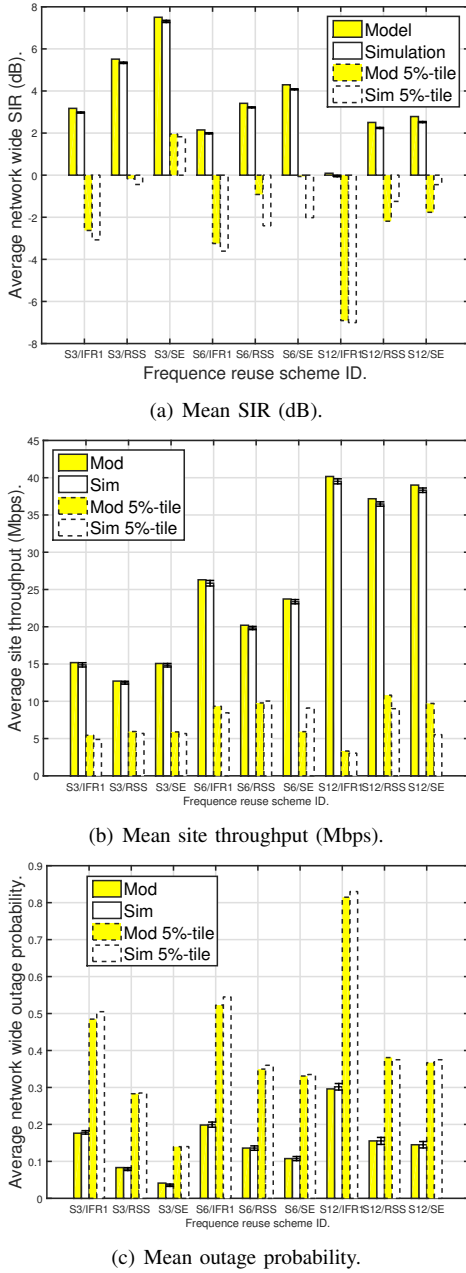 8
6
4
2
0
-2
-4
-6
-8
Average network wide SIR (dB).
Model
Simulation
Mod 5%-tile
Sim 5%-tile
S3/IFR1 S3/RSS S3/SE S6/IFR1 S6/RSS S6/SE S12/IFR1 S12/RSS S12/SE
Frequence reuse scheme ID.
(a) Mean SIR (dB).
45
40
35
30
25
20
15
10
5
0
Average site throughput (Mbps).
Mod
Sim
Mod 5%-tile
Sim 5%-tile
S3/IFR1 S3/RSS S3/SE S6/IFR1 S6/RSS S6/SE S12/IFR1 S12/RSS S12/SE
Frequence reuse scheme ID.
(b) Mean site throughput (Mbps).
0.9
0.8
0.7
0.6
0.5
0.4
0.3
0.2
0.1
0
Average network wide outage probability.
Mod
Sim
Mod 5%-tile
Sim 5%-tile
S3/IFR1 S3/RSS S3/SE S6/IFR1 S6/RSS S6/SE S12/IFR1 S12/RSS S12/SE
Frequence reuse scheme ID.
(c) Mean outage probability.